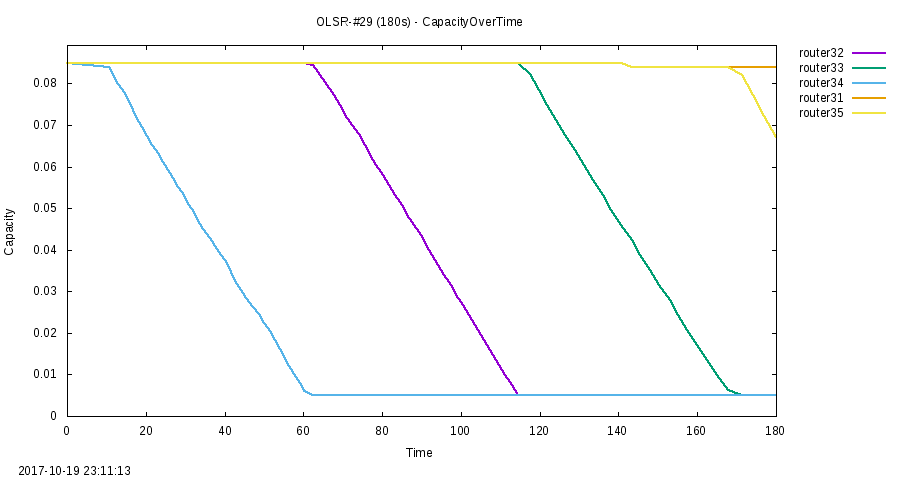 OLSR-#29 (180s) - CapacityOverTime
router32
router33
router34
router31
router35
0.08
0.07
0.06
0.05
0.04
0.03
0.02
0.01
0
Capacity
0 20 40 60 80 100 120 140 160 180
Time
2017-10-19 23:11:13